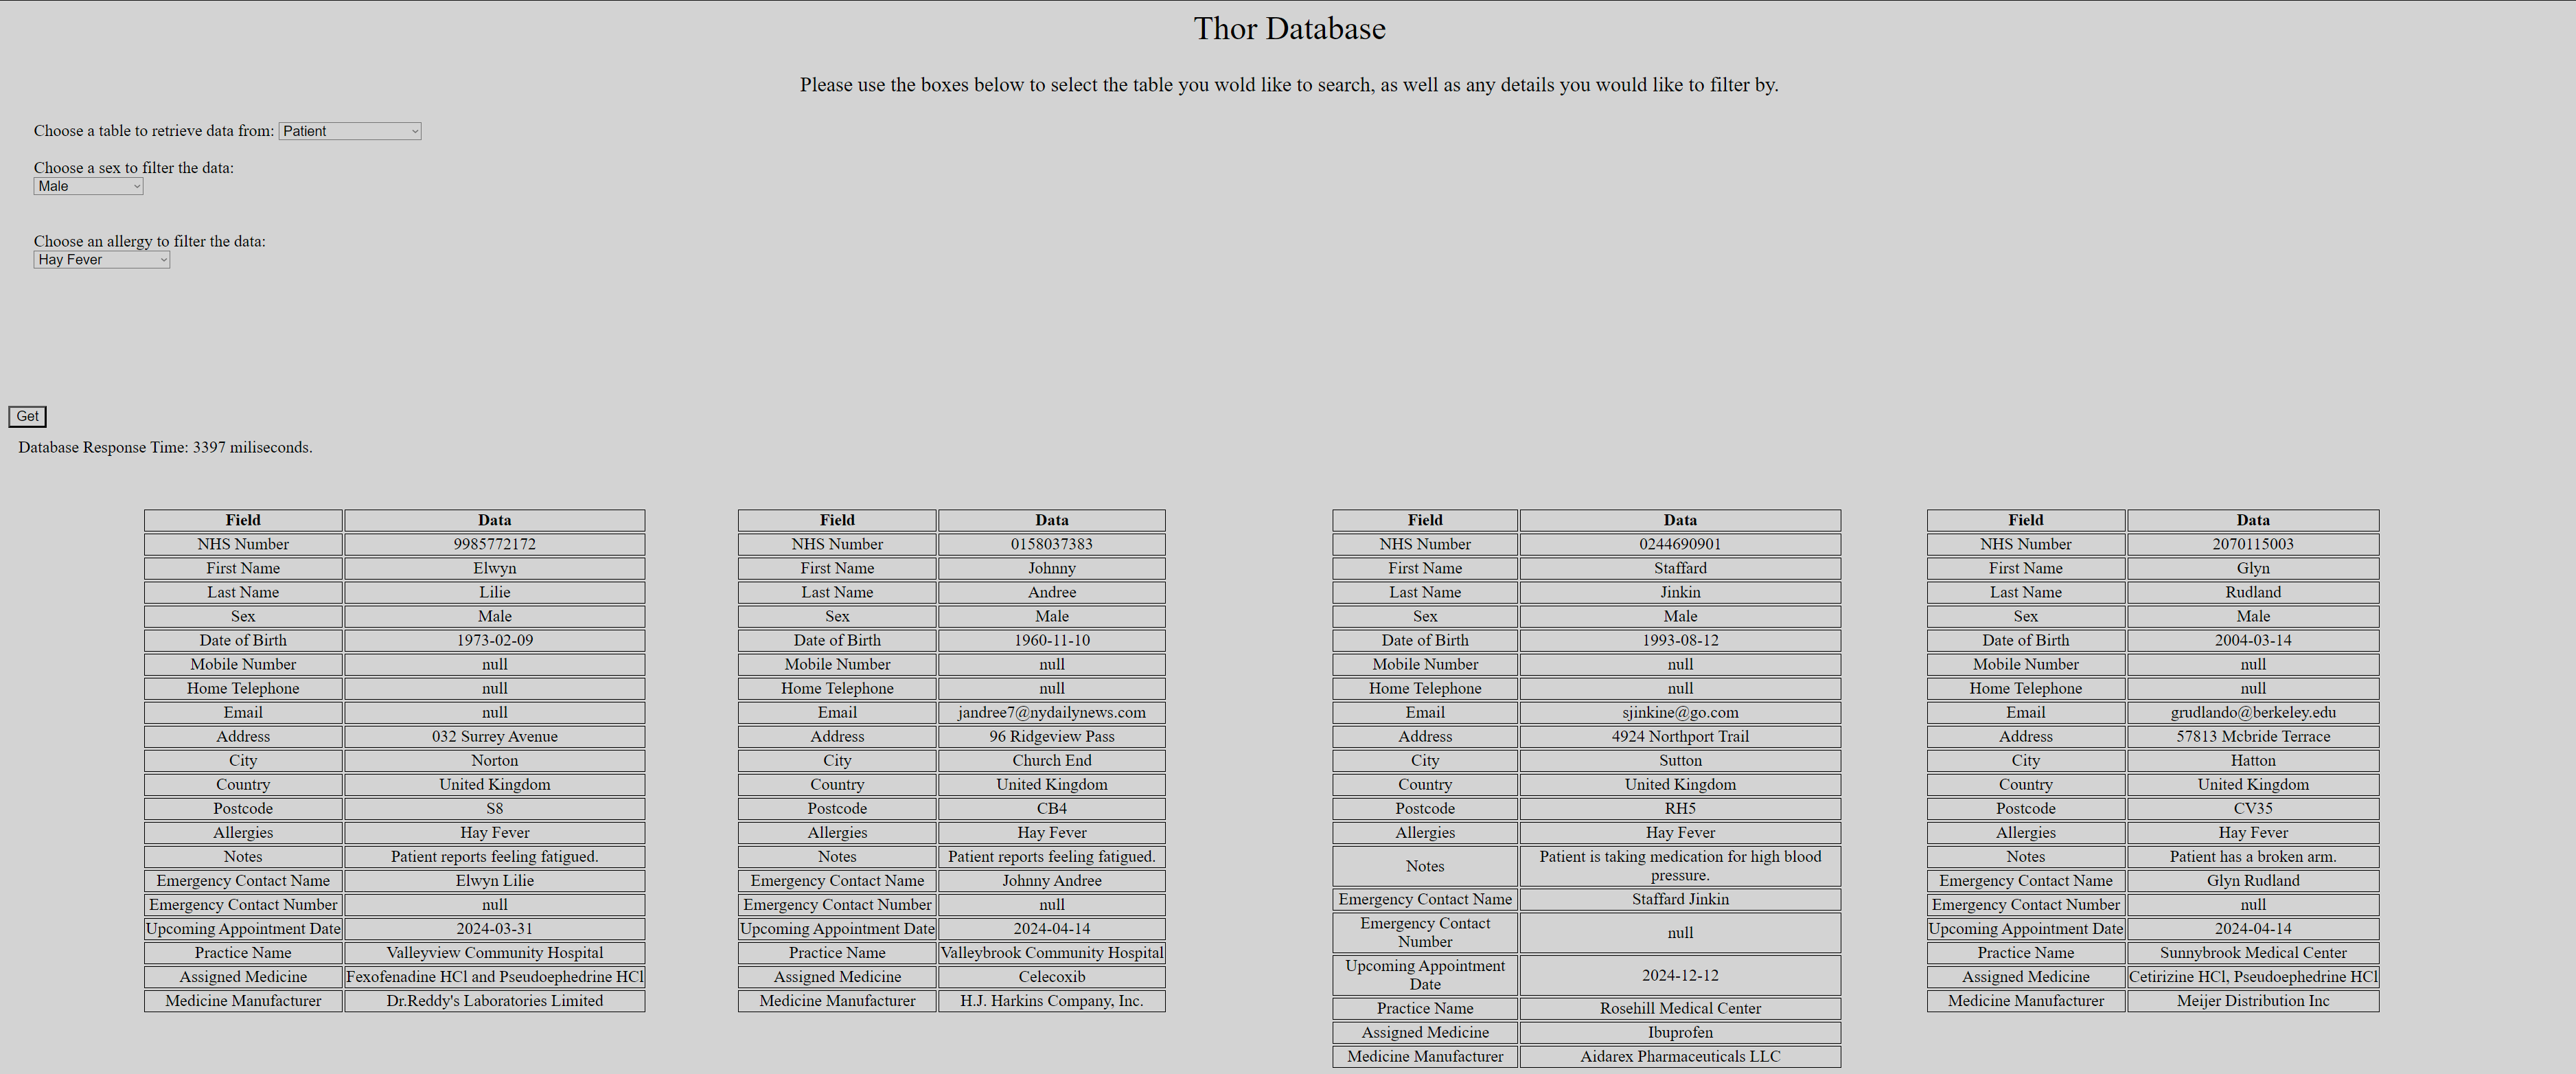 Thor Database
Please use the boxes below to select the table you wold like to search, as well as any details you would like to filter by.
Choose a table to retrieve data from: Patient
Choose a sex to filter the data:
Male
Choose an allergy to filter the data:
Hay Fever
Get
Database Response Time: 3397 miliseconds.
Field Data
NHS Number 9985772172
First Name Elwyn
Last Name Lilie
Sex Male
Date of Birth 1973-02-09
Mobile Number null
Home Telephone null
Email null
Address 032 Surrey Avenue
City Norton
Country United Kingdom
Postcode S8
Allergies Hay Fever
Notes Patient reports feeling fatigued.
Emergency Contact Name Elwyn Lilie
Emergency Contact Number null
Upcoming Appointment Date 2024-03-31
Practice Name Valleyview Community Hospital
Assigned Medicine Fexofenadine HCl and Pseudoephedrine HCl
Medicine Manufacturer Dr.Reddy's Laboratories Limited
Field Data
NHS Number 0158037383
First Name Johnny
Last Name Andree
Sex Male
Date of Birth 1960-11-10
Mobile Number null
Home Telephone null
Email jandree7@nydailynews.com
Address 96 Ridgeview Pass
City Church End
Country United Kingdom
Postcode CB4
Allergies Hay Fever
Notes Patient reports feeling fatigued.
Emergency Contact Name Johnny Andree
Emergency Contact Number null
Upcoming Appointment Date 2024-04-14
Practice Name Valleybrook Community Hospital
Assigned Medicine Celecoxib
Medicine Manufacturer H.J. Harkins Company, Inc.
Field Data
NHS Number 0244690901
First Name Staffard
Last Name Jinkin
Sex Male
Date of Birth 1993-08-12
Mobile Number null
Home Telephone null
Email sjinkine@go.com
Address 4924 Northport Trail
City Sutton
Country United Kingdom
Postcode RH5
Allergies Hay Fever
Notes Patient is taking medication for high blood
pressure.
Emergency Contact Name Staffard Jinkin
Emergency Contact
Number null
Upcoming Appointment
Date 2024-12-12
Practice Name Rosehill Medical Center
Assigned Medicine Ibuprofen
Medicine Manufacturer Aidarex Pharmaceuticals LLC
Field Data
NHS Number 2070115003
First Name Glyn
Last Name Rudland
Sex Male
Date of Birth 2004-03-14
Mobile Number null
Home Telephone null
Email grudlando@berkeley.edu
Address 57813 Mcbride Terrace
City Hatton
Country United Kingdom
Postcode CV35
Allergies Hay Fever
Notes Patient has a broken arm.
Emergency Contact Name Glyn Rudland
Emergency Contact Number null
Upcoming Appointment Date 2024-04-14
Practice Name Sunnybrook Medical Center
Assigned Medicine Cetirizine HCl, Pseudoephedrine HCl
Medicine Manufacturer Meijer Distribution Inc